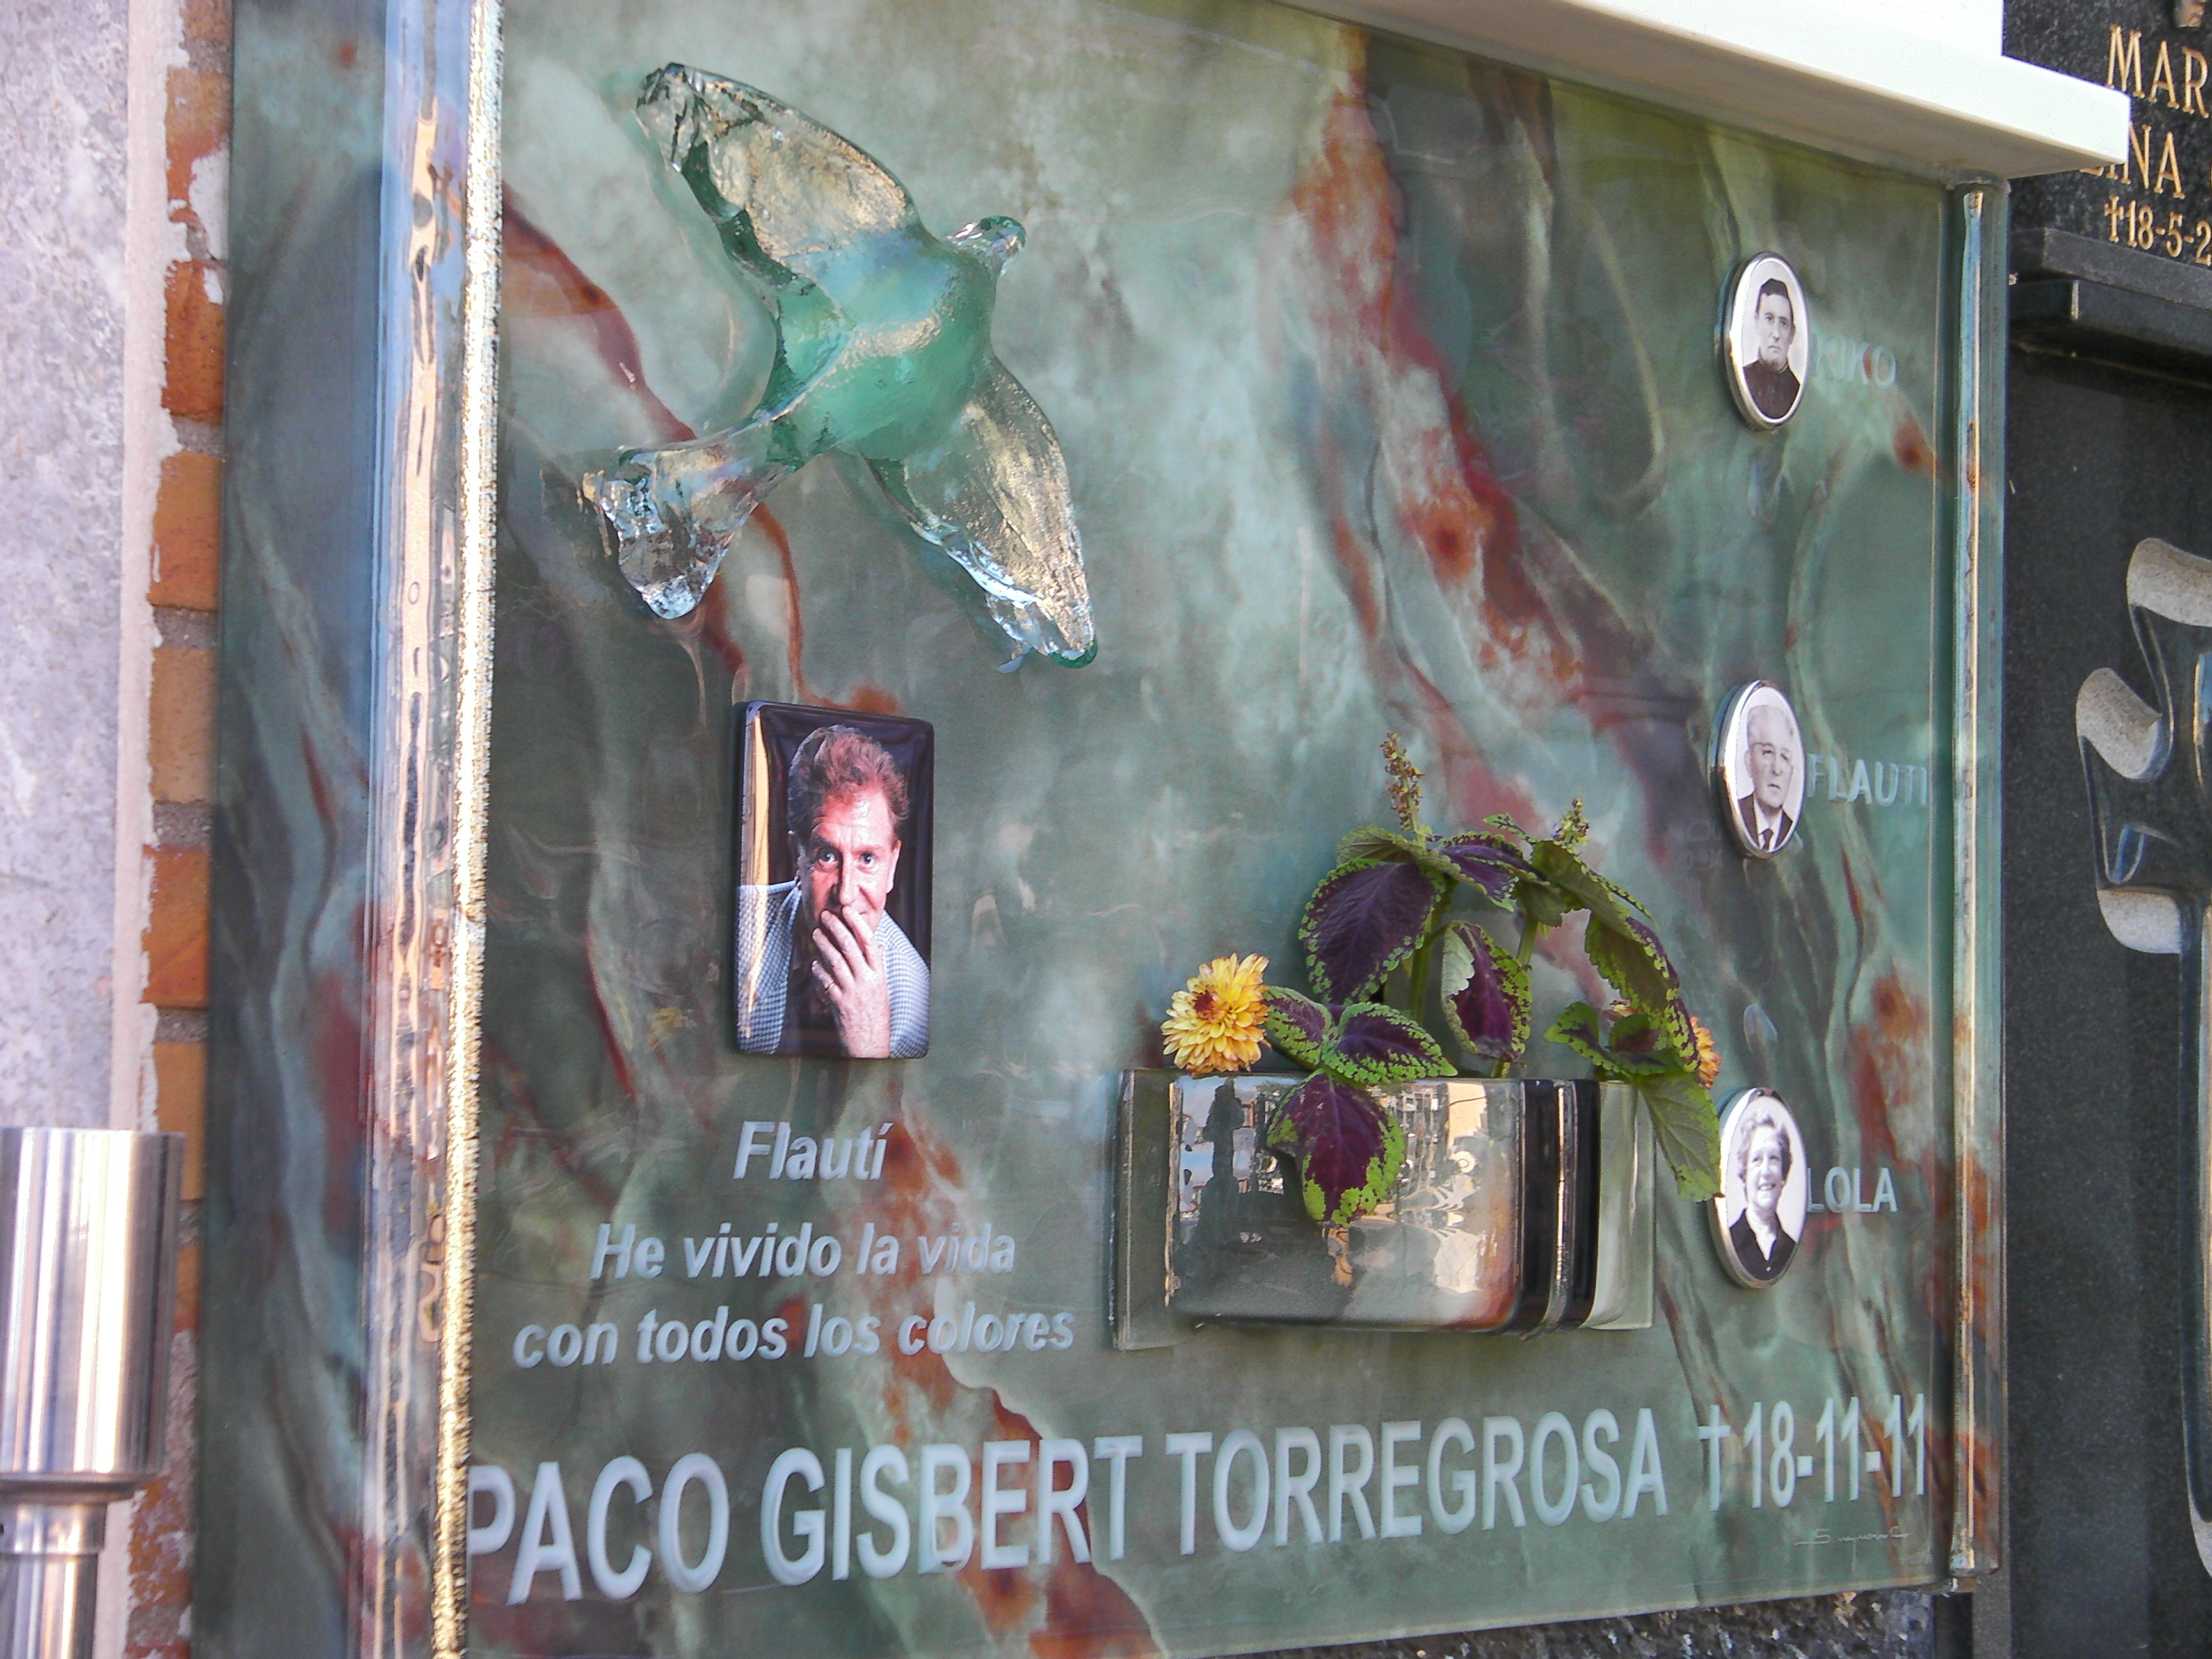 KIKO
FLAUTI
LOLA
Flautí
He vivido la vida
con todos los colores
PACO GISBERT TORREGROSA †18-11-11
MAR
INA
†18-5-2